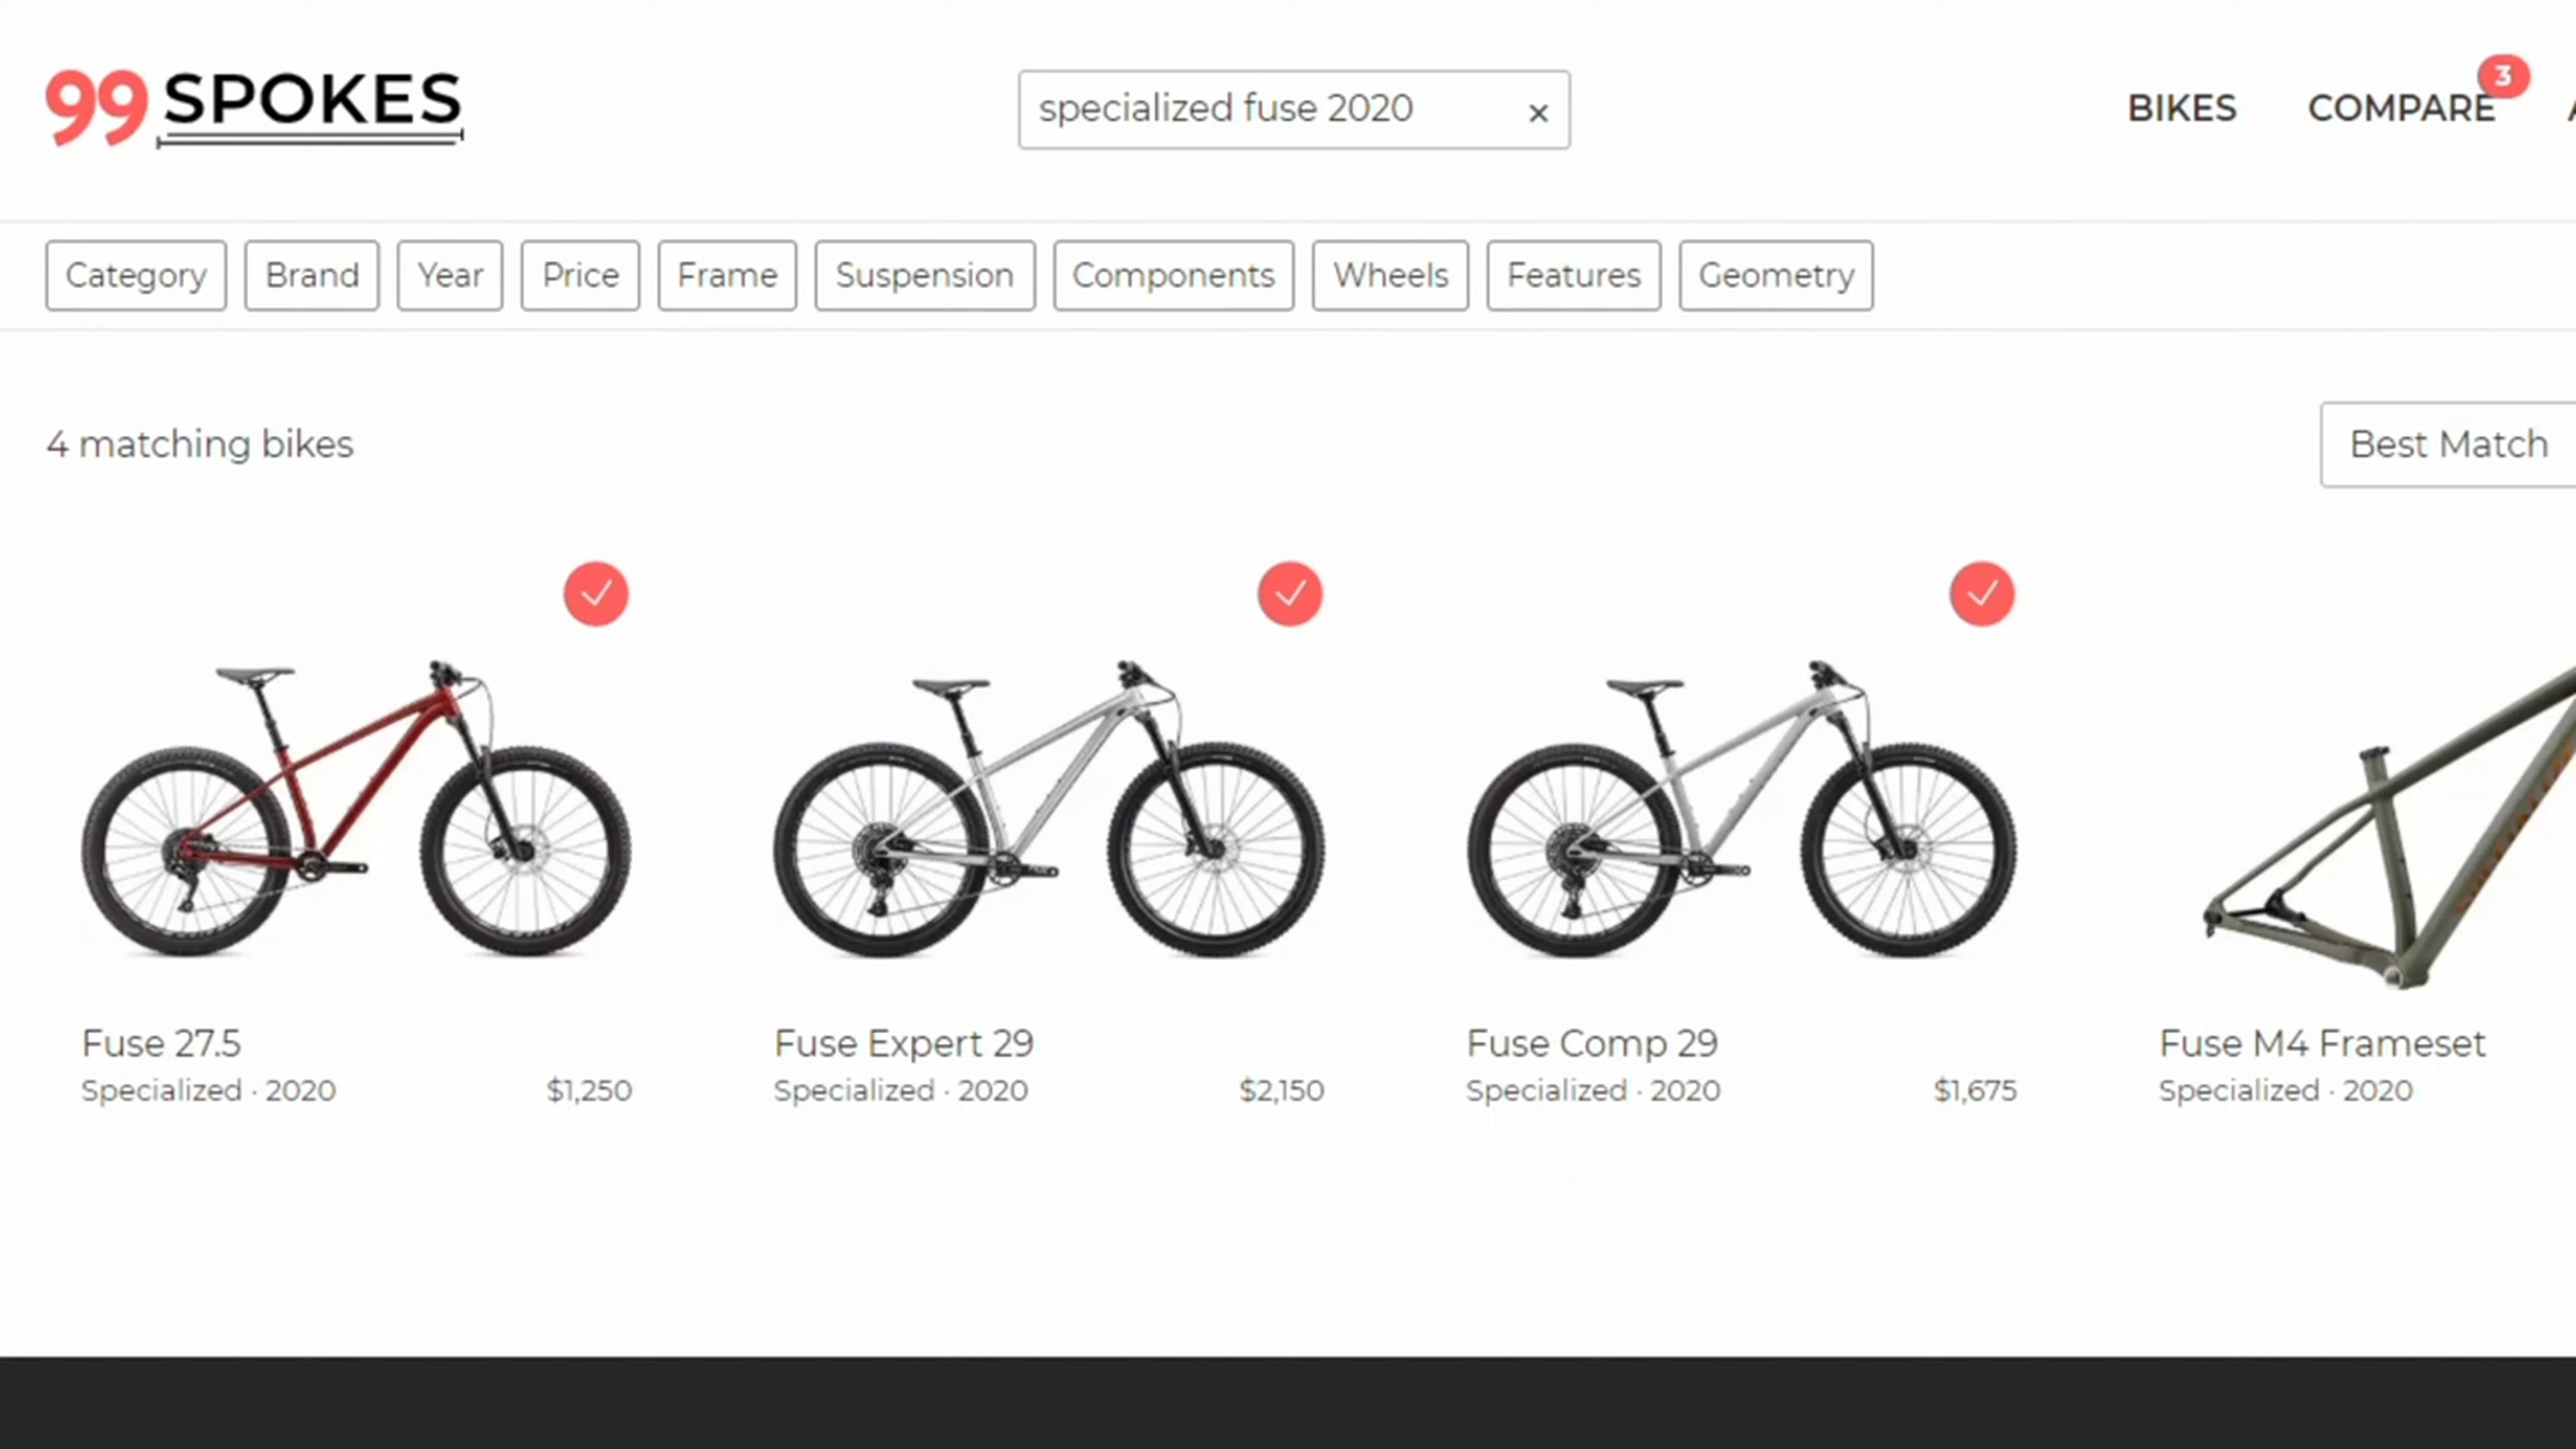 99 SPOKES
specialized fuse 2020 ×
BIKES
COMPARE
3
Category Brand Year Price Frame Suspension Components Wheels Features Geometry
4 matching bikes
Best Match
Fuse 27.5
Specialized · 2020 $1,250
Fuse Expert 29
Specialized · 2020 $2,150
Fuse Comp 29
Specialized · 2020 $1,675
Fuse M4 Frameset
Specialized · 2020